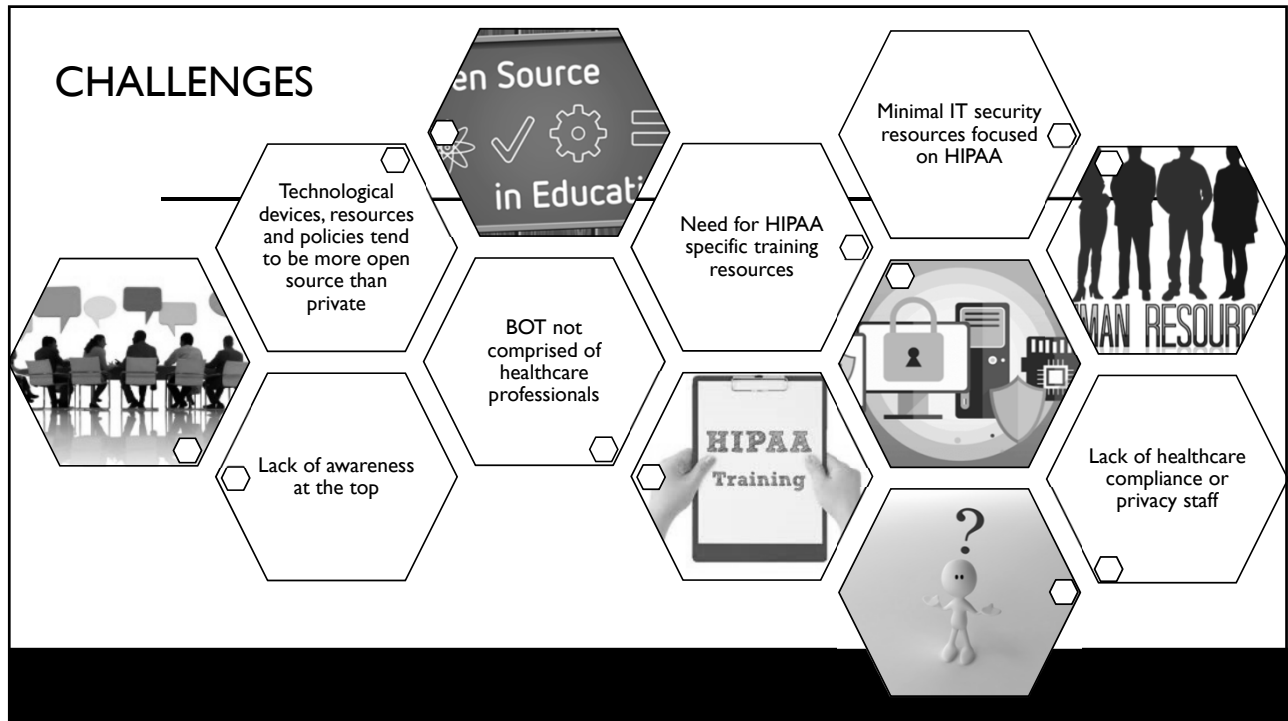 CHALLENGES
en Source
in Educati
Technological
devices, resources
and policies tend
to be more open
source than
private
Lack of awareness
at the top
BOT not
comprised of
healthcare
professionals
Need for HIPAA
specific training
resources
HIPAA
Training
Minimal IT security
resources focused
on HIPAA
?
MAN RESOURC
Lack of healthcare
compliance or
privacy staff